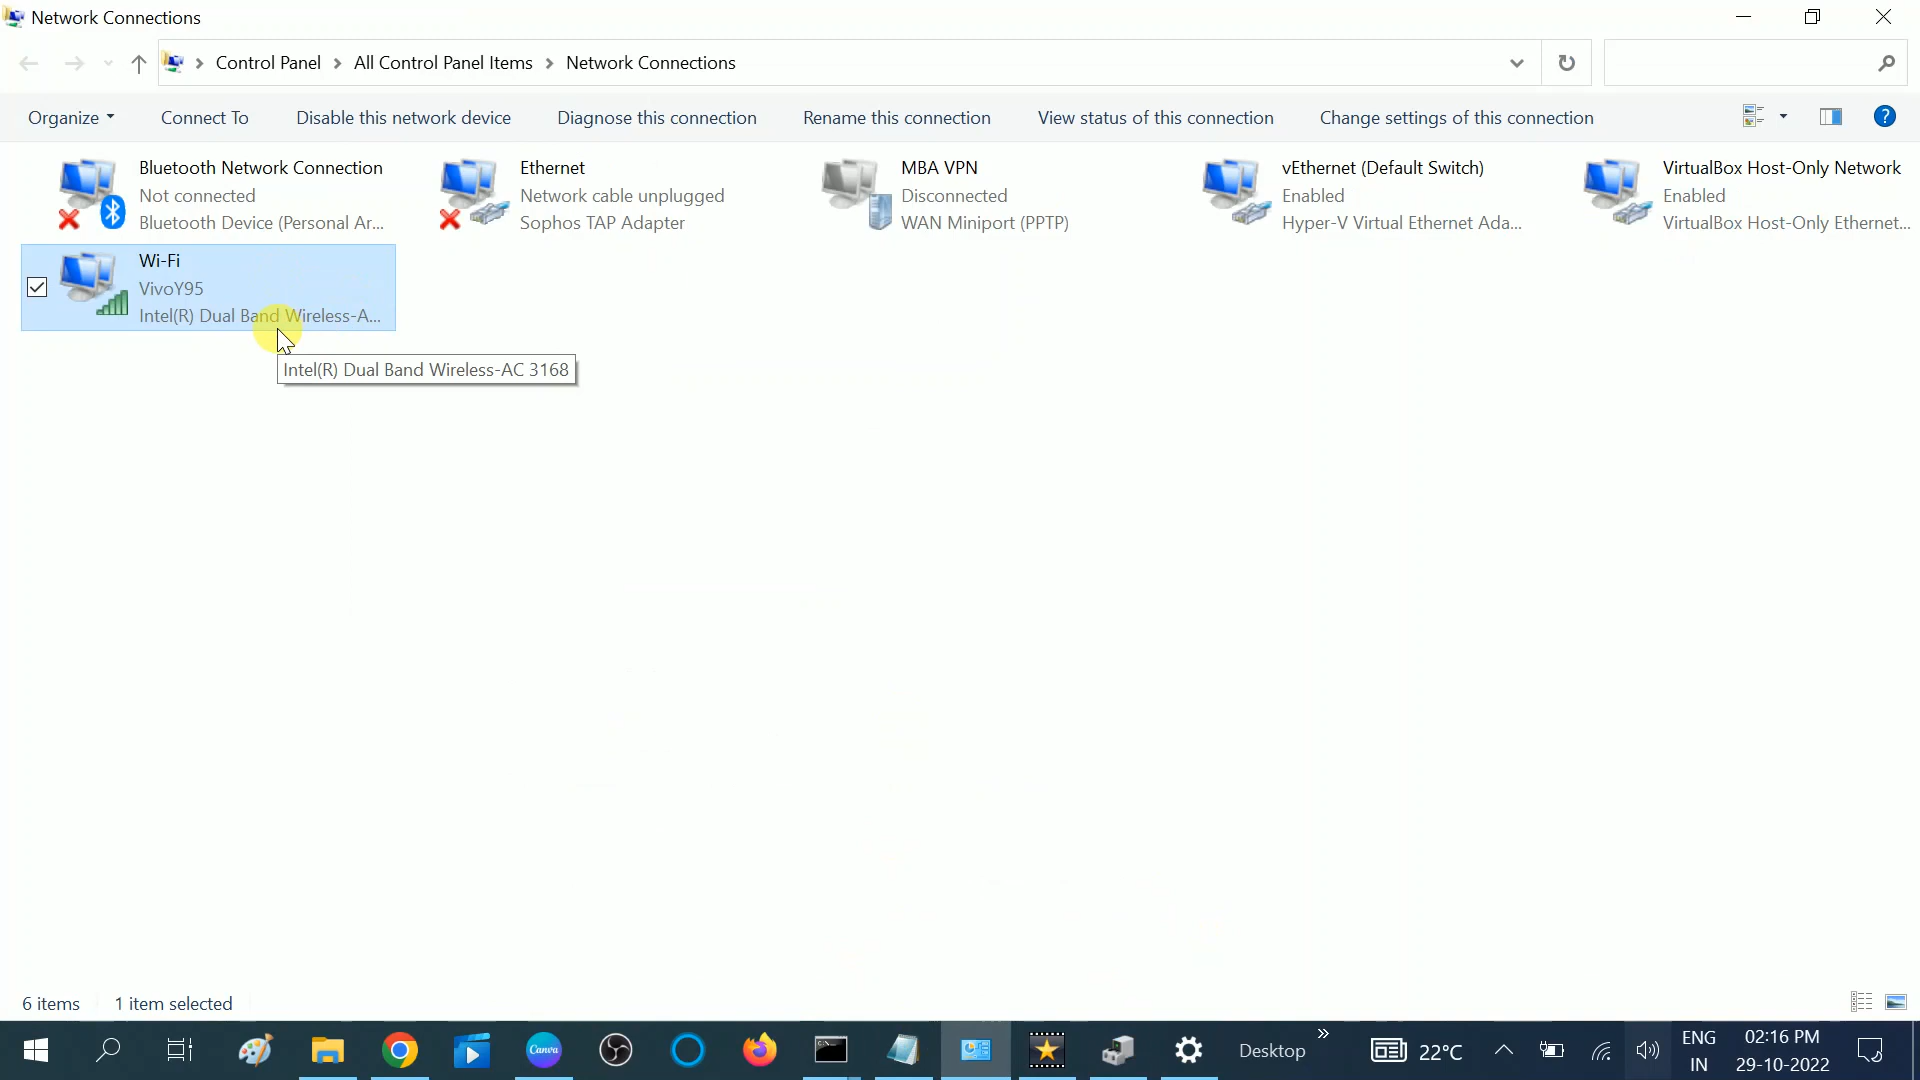 Network Connections
Control Panel > All Control Panel Items > Network Connections
Organize Connect To Disable this network device Diagnose this connection Rename this connection View status of this connection Change settings of this connection
Bluetooth Network Connection
Not connected
Bluetooth Device (Personal Ar...
Ethernet
Network cable unplugged
Sophos TAP Adapter
MBA VPN
Disconnected
WAN Miniport (PPTP)
vEthernet (Default Switch)
Enabled
Hyper-V Virtual Ethernet Ada...
VirtualBox Host-Only Network
Enabled
VirtualBox Host-Only Ethernet...
Wi-Fi
VivoY95
Intel(R) Dual Band Wireless-A...
Intel(R) Dual Band Wireless-AC 3168
6 items 1 item selected
Canva
Desktop
22°C
ENG
IN
02:16 PM
29-10-2022